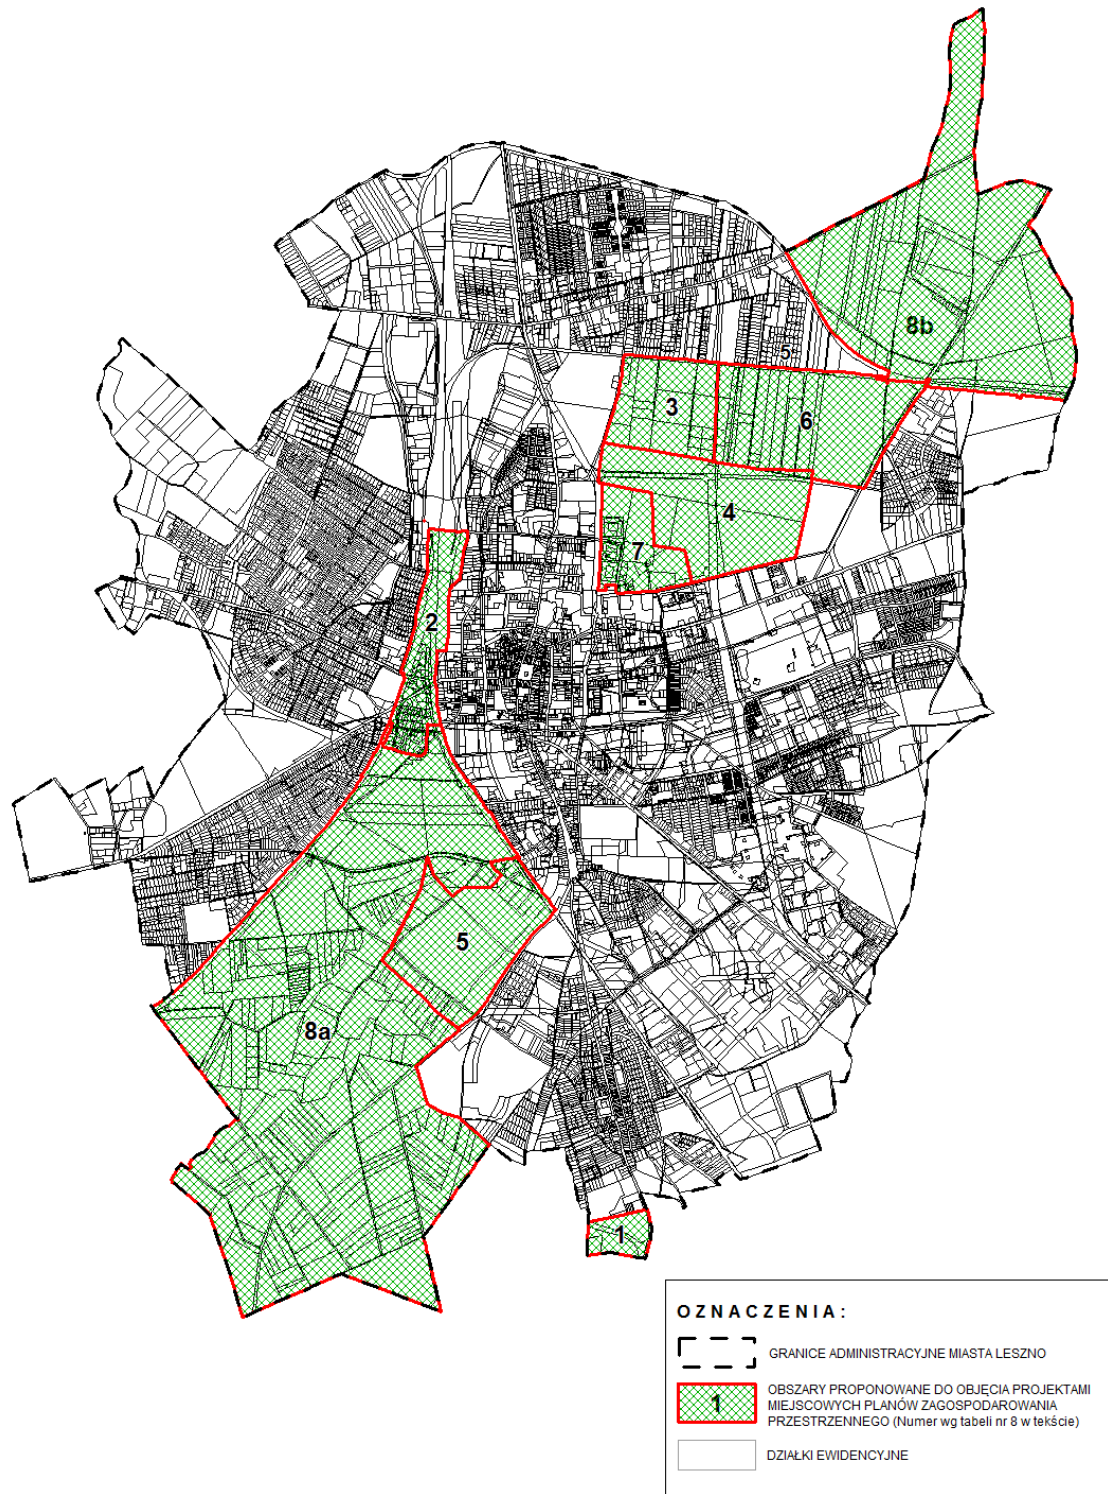 8b
5
3
6
4
7
2
5
8a
1
OZNACZENIA:
GRANICE ADMINISTRACYJNE MIASTA LESZNO
1
OBSZARY PROPONOWANE DO OBJĘCIA PROJEKTAMI
MIEJSCOWYCH PLANÓW ZAGOSPODAROWANIA
PRZESTRZENNEGO (Numer wg tabeli nr 8 w tekście)
DZIAŁKI EWIDENCYJNE